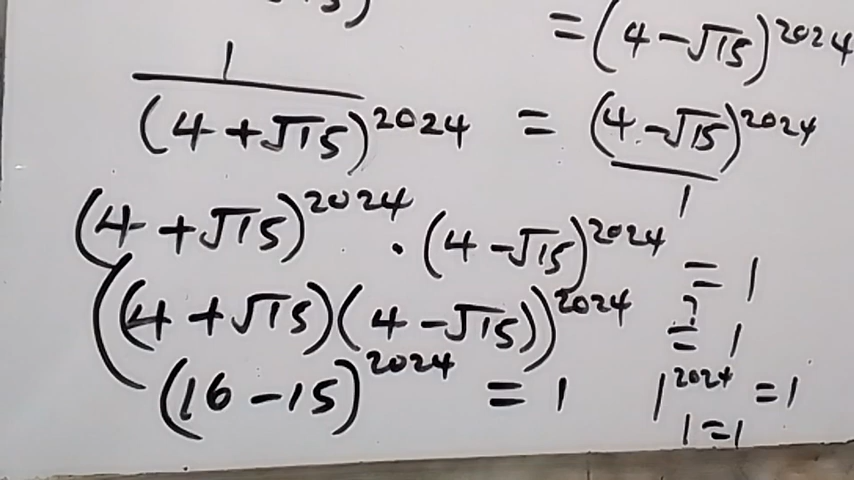 15)
= (4 - √15)^2024
1/(4 + √15)^2024 = (4 - √15)^2024/1
(4 + √15)^2024 · (4 - √15)^2024 = 1
((4 + √15)(4 - √15))^2024 ?= 1
(16 - 15)^2024 = 1 1^2024 = 1
1 = 1